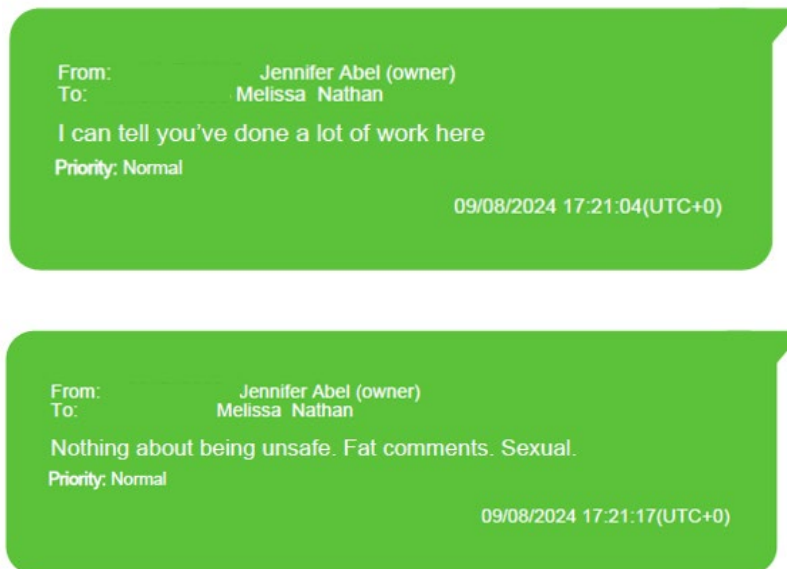 From: Jennifer Abel (owner)
To: Melissa Nathan
I can tell you’ve done a lot of work here
Priority: Normal
09/08/2024 17:21:04(UTC+0)
From: Jennifer Abel (owner)
To: Melissa Nathan
Nothing about being unsafe. Fat comments. Sexual.
Priority: Normal
09/08/2024 17:21:17(UTC+0)